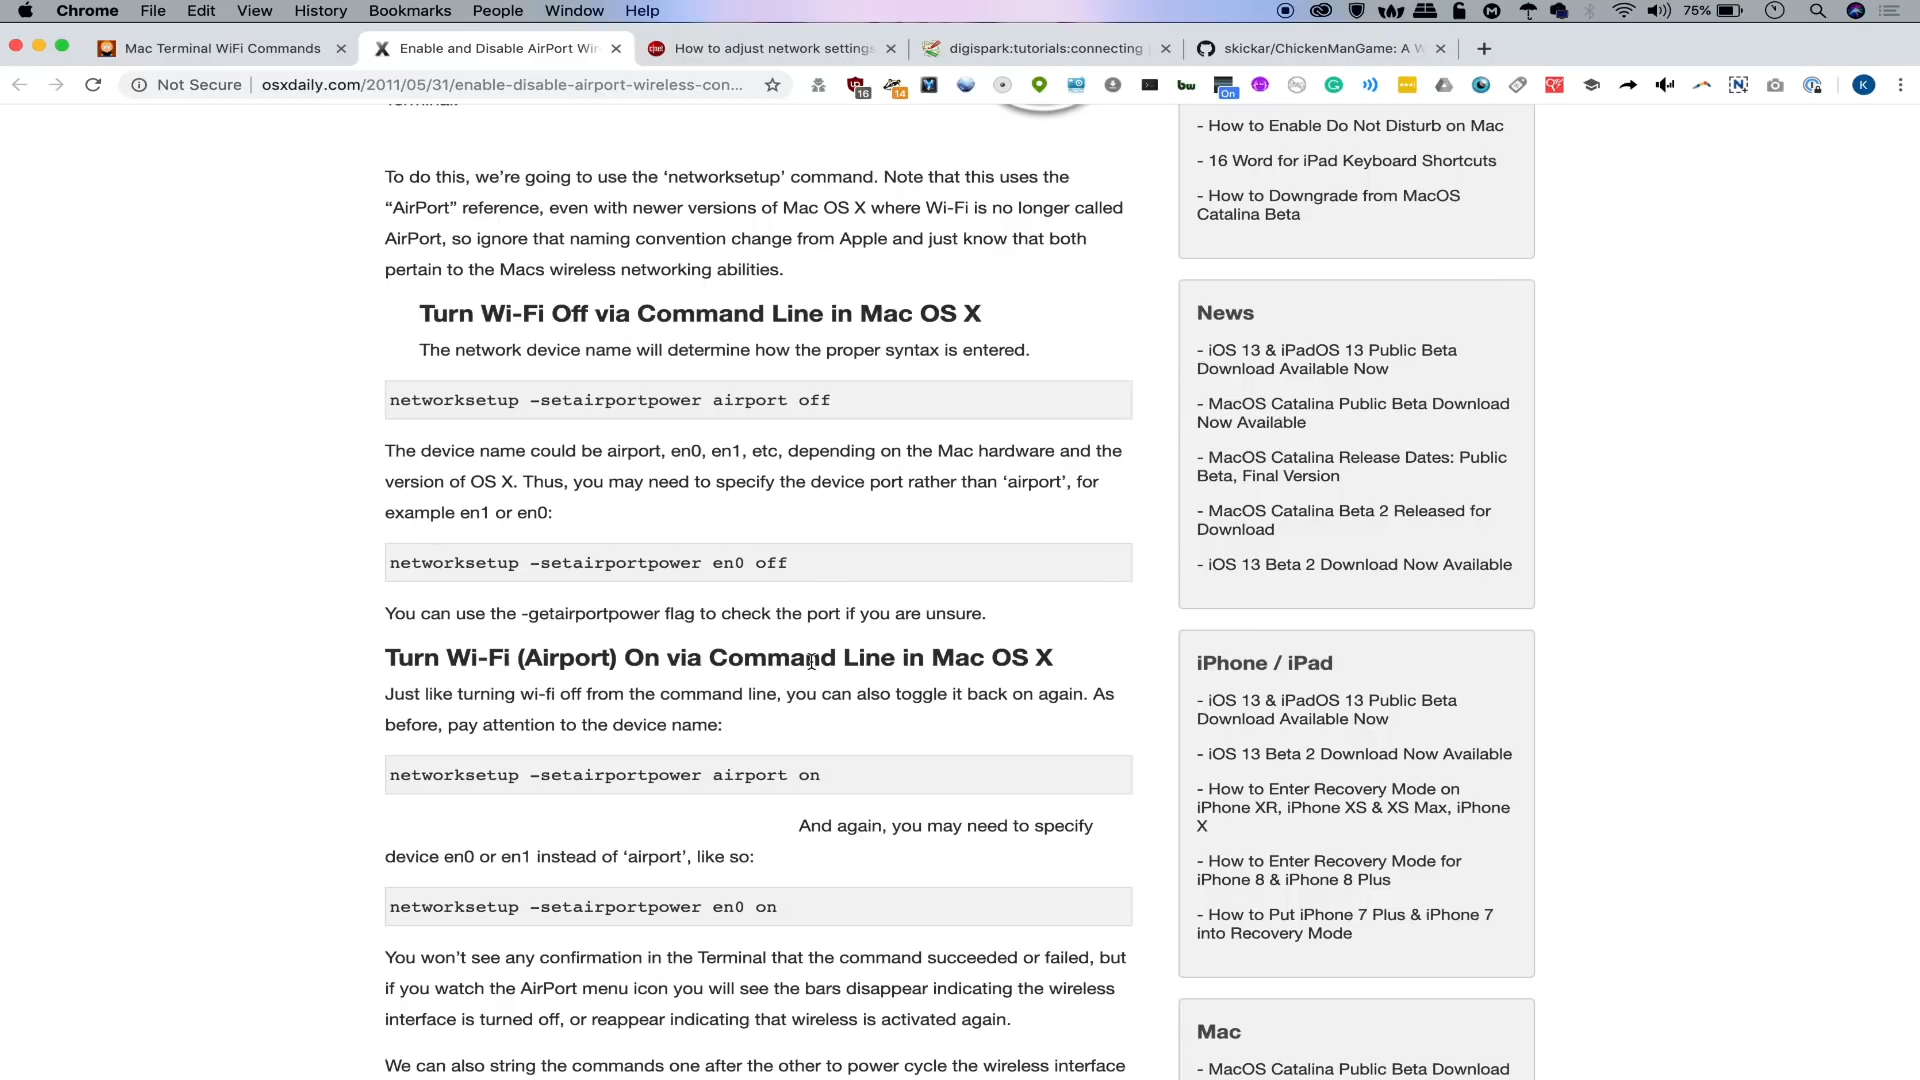 Chrome File Edit View History Bookmarks People Window Help
75%
Mac Terminal WiFi Commands
Enable and Disable AirPort Wir
How to adjust network settings
digispark:tutorials:connecting
skickar/ChickenManGame: A W
Not Secure
osxdaily.com/2011/05/31/enable-disable-airport-wireless-con...
16
14
bw
On
K
Terminal.
To do this, we’re going to use the ‘networksetup’ command. Note that this uses the
“AirPort” reference, even with newer versions of Mac OS X where Wi-Fi is no longer called
AirPort, so ignore that naming convention change from Apple and just know that both
pertain to the Macs wireless networking abilities.
Turn Wi-Fi Off via Command Line in Mac OS X
The network device name will determine how the proper syntax is entered.
networksetup -setairportpower airport off
The device name could be airport, en0, en1, etc, depending on the Mac hardware and the
version of OS X. Thus, you may need to specify the device port rather than ‘airport’, for
example en1 or en0:
networksetup -setairportpower en0 off
You can use the -getairportpower flag to check the port if you are unsure.
Turn Wi-Fi (Airport) On via Command Line in Mac OS X
Just like turning wi-fi off from the command line, you can also toggle it back on again. As
before, pay attention to the device name:
networksetup -setairportpower airport on
And again, you may need to specify
device en0 or en1 instead of ‘airport’, like so:
networksetup -setairportpower en0 on
You won’t see any confirmation in the Terminal that the command succeeded or failed, but
if you watch the AirPort menu icon you will see the bars disappear indicating the wireless
interface is turned off, or reappear indicating that wireless is activated again.
We can also string the commands one after the other to power cycle the wireless interface
- How to Enable Do Not Disturb on Mac
- 16 Word for iPad Keyboard Shortcuts
- How to Downgrade from MacOS
Catalina Beta
News
- iOS 13 & iPadOS 13 Public Beta
Download Available Now
- MacOS Catalina Public Beta Download
Now Available
- MacOS Catalina Release Dates: Public
Beta, Final Version
- MacOS Catalina Beta 2 Released for
Download
- iOS 13 Beta 2 Download Now Available
iPhone / iPad
- iOS 13 & iPadOS 13 Public Beta
Download Available Now
- iOS 13 Beta 2 Download Now Available
- How to Enter Recovery Mode on
iPhone XR, iPhone XS & XS Max, iPhone
X
- How to Enter Recovery Mode for
iPhone 8 & iPhone 8 Plus
- How to Put iPhone 7 Plus & iPhone 7
into Recovery Mode
Mac
- MacOS Catalina Public Beta Download